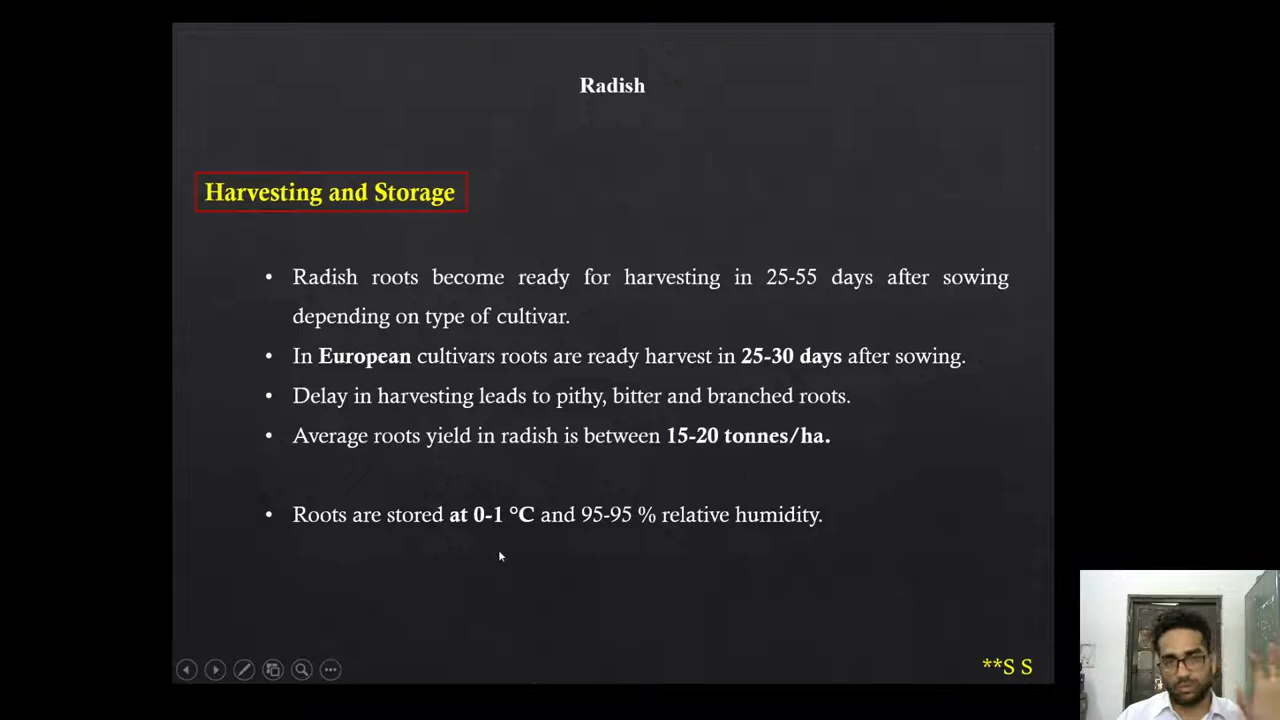 Radish
Harvesting and Storage
• Radish roots become ready for harvesting in 25-55 days after sowing
depending on type of cultivar.
• In European cultivars roots are ready harvest in 25-30 days after sowing.
• Delay in harvesting leads to pithy, bitter and branched roots.
• Average roots yield in radish is between 15-20 tonnes/ha.
• Roots are stored at 0-1 °C and 95-95 % relative humidity.
**S S